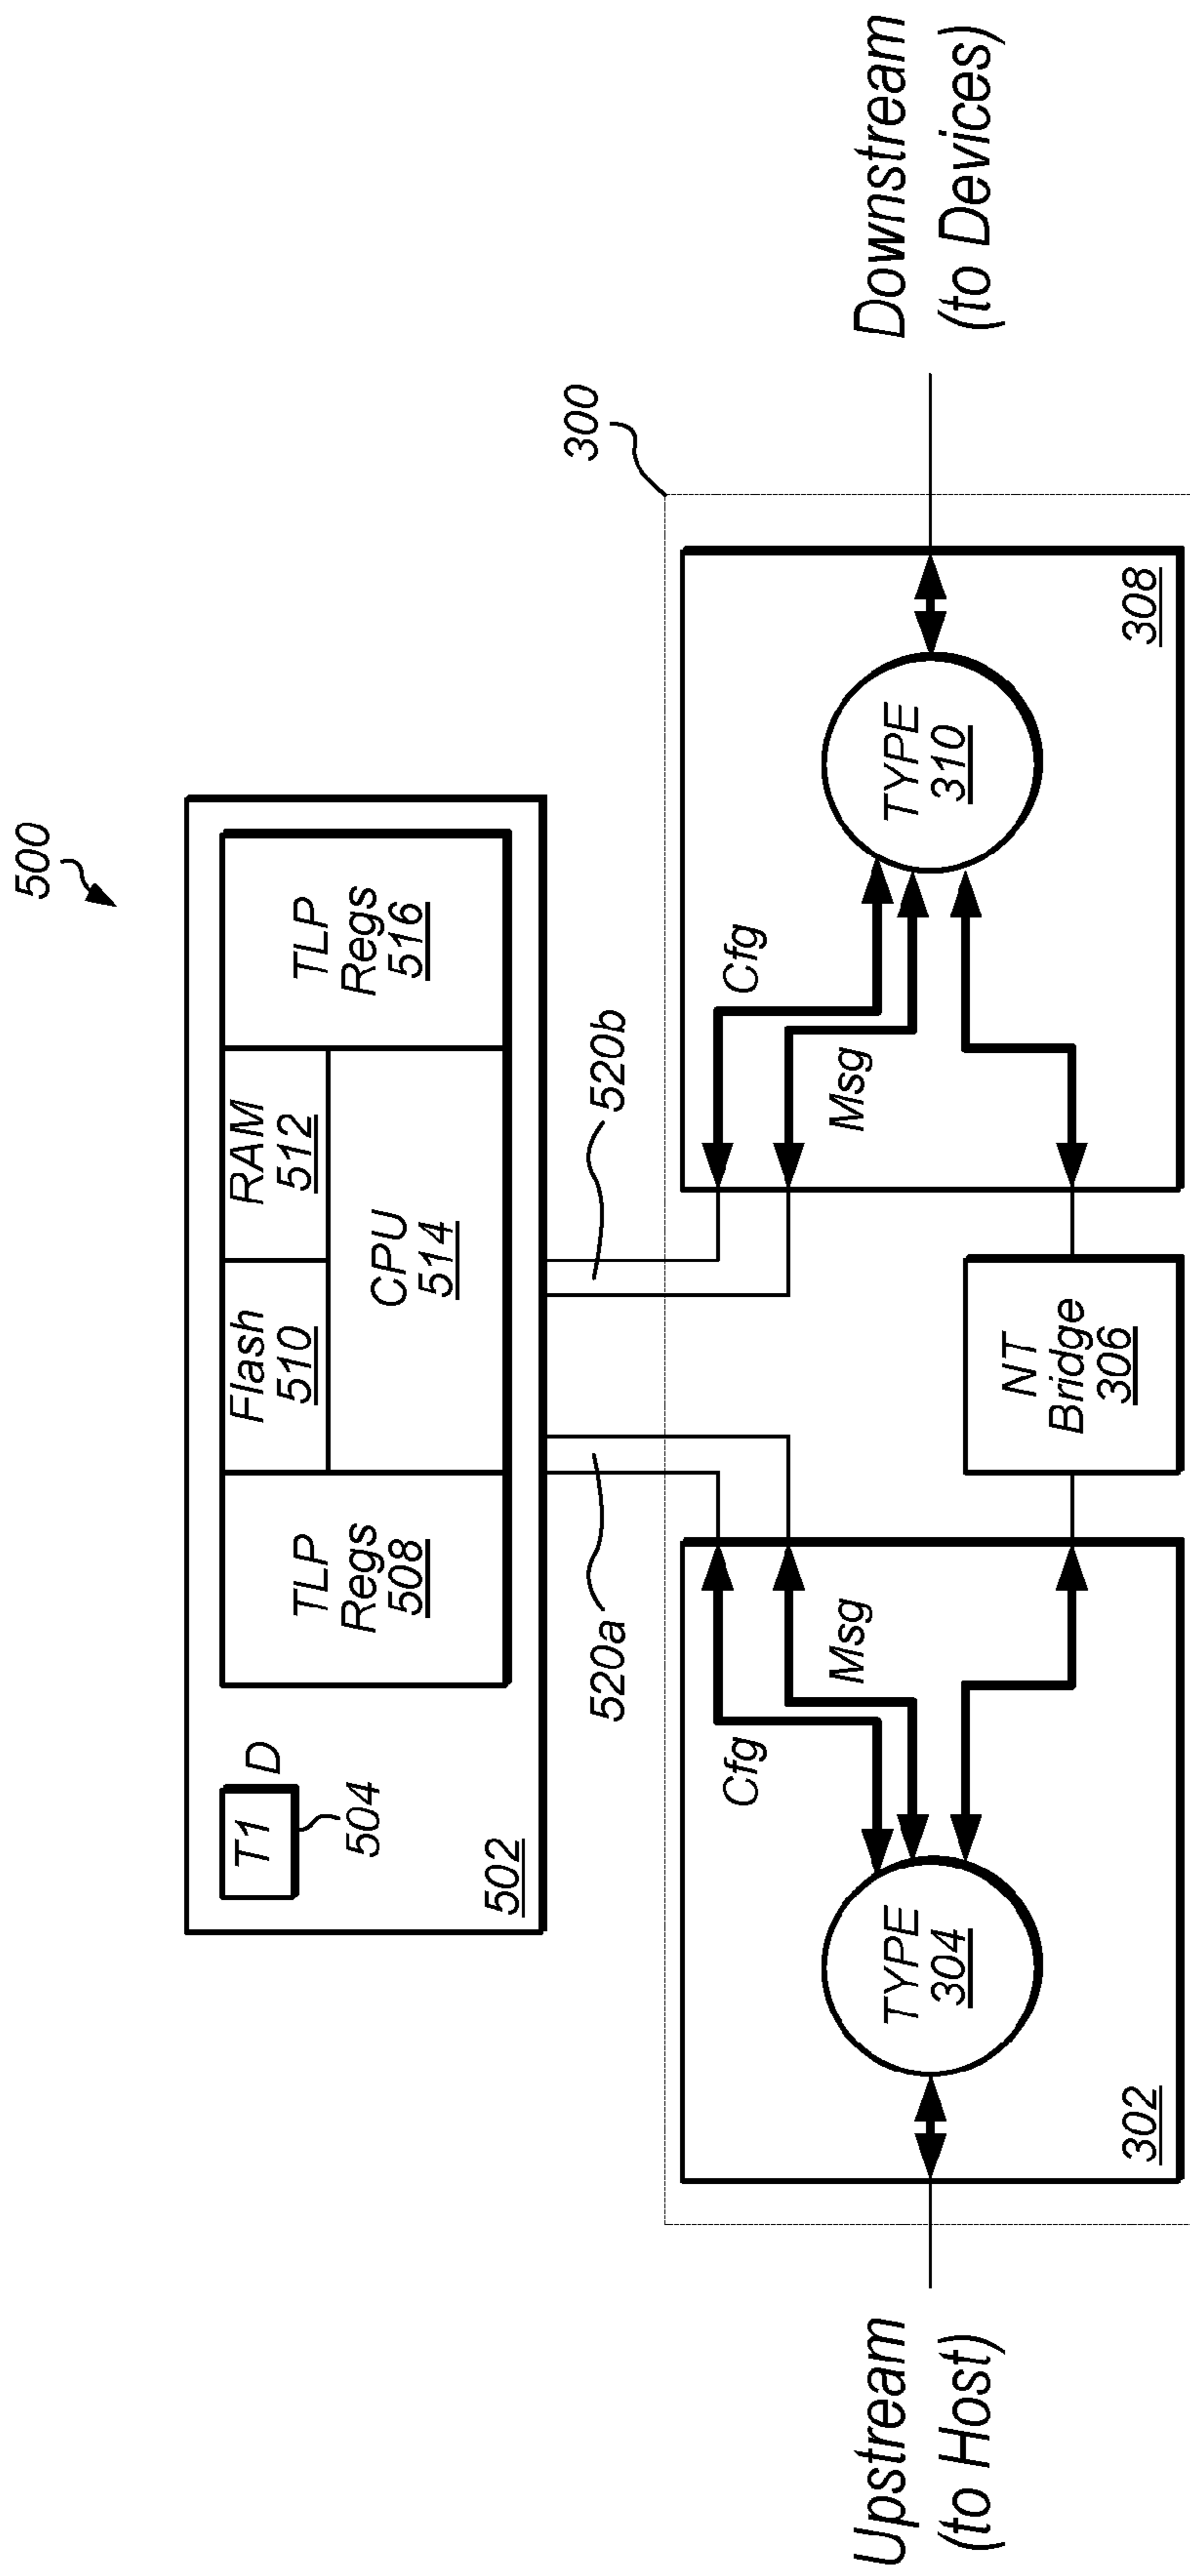 500
T1
D
504
502
TLP
Regs
508
Flash
510
RAM
512
CPU
514
TLP
Regs
516
520a
520b
300
Upstream
(to Host)
Cfg
Msg
TYPE
304
302
NT
Bridge
306
Cfg
Msg
TYPE
310
308
Downstream
(to Devices)